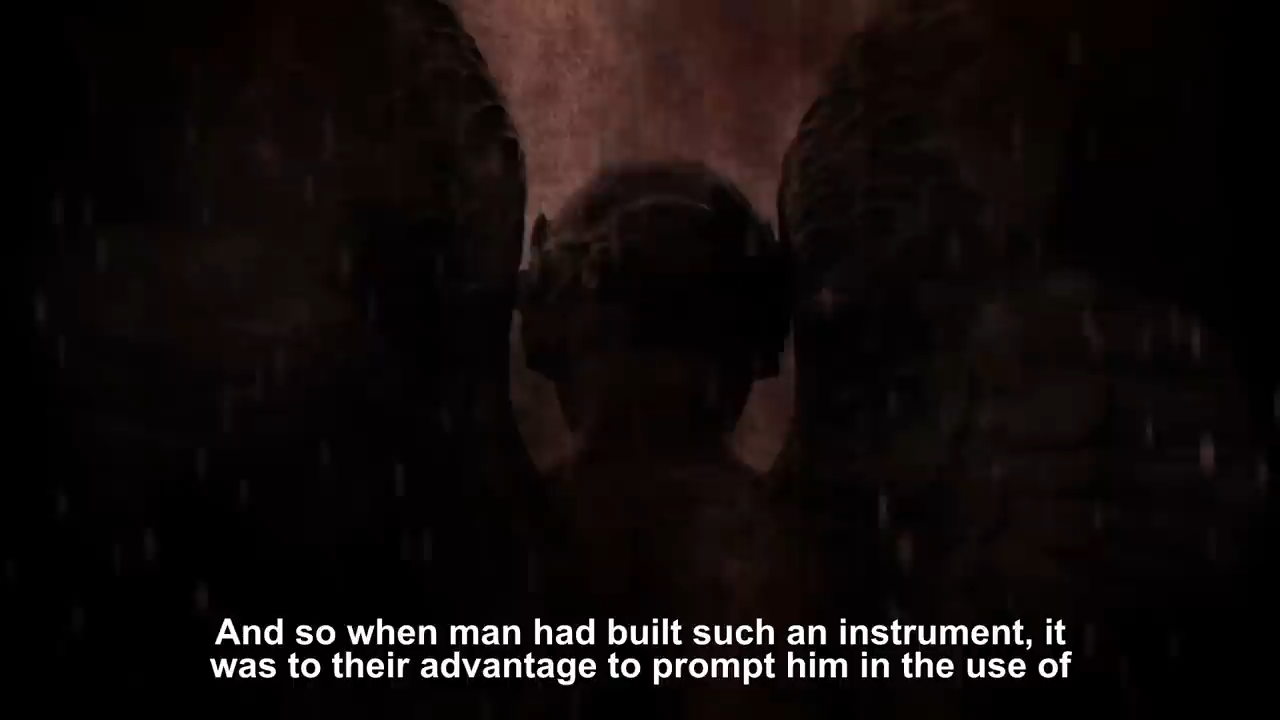 And so when man had built such an instrument, it
was to their advantage to prompt him in the use of